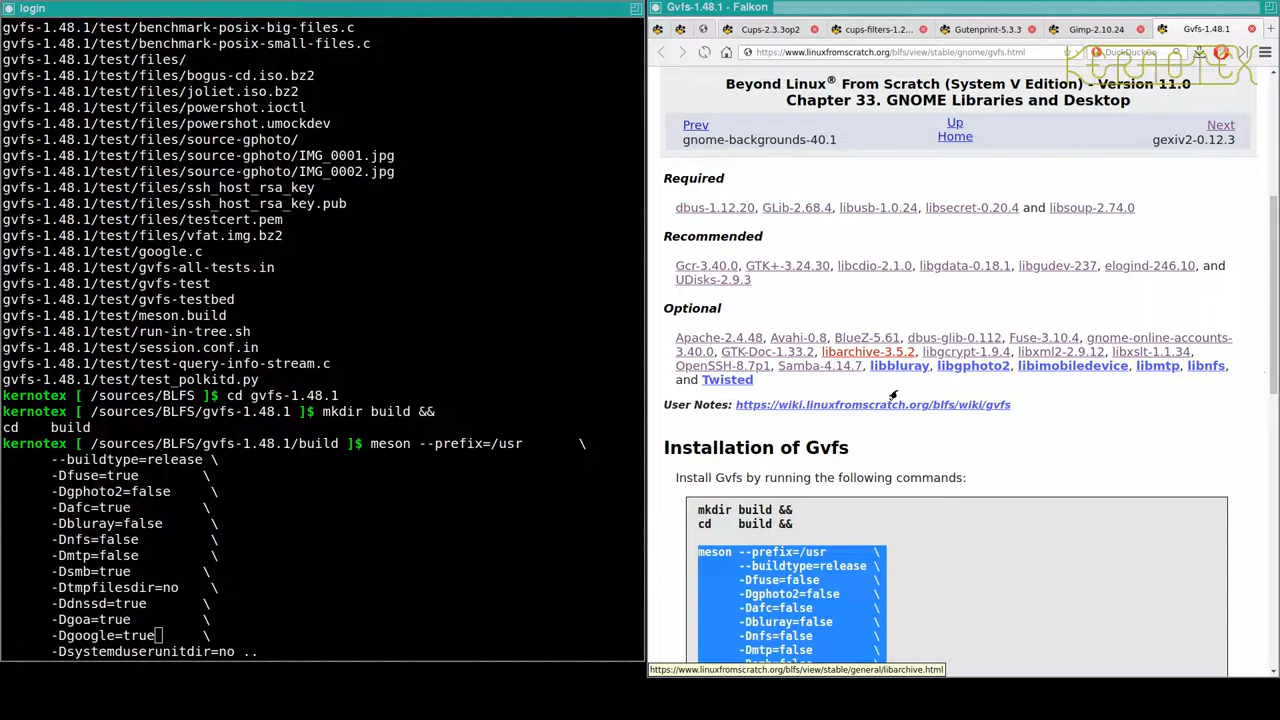 login
gvfs-1.48.1/test/benchmark-posix-big-files.c
gvfs-1.48.1/test/benchmark-posix-small-files.c
gvfs-1.48.1/test/files/
gvfs-1.48.1/test/files/bogus-cd.iso.bz2
gvfs-1.48.1/test/files/joliet.iso.bz2
gvfs-1.48.1/test/files/powershot.ioctl
gvfs-1.48.1/test/files/powershot.umockdev
gvfs-1.48.1/test/files/source-gphoto/
gvfs-1.48.1/test/files/source-gphoto/IMG_0001.jpg
gvfs-1.48.1/test/files/source-gphoto/IMG_0002.jpg
gvfs-1.48.1/test/files/ssh_host_rsa_key
gvfs-1.48.1/test/files/ssh_host_rsa_key.pub
gvfs-1.48.1/test/files/testcert.pem
gvfs-1.48.1/test/files/vfat.img.bz2
gvfs-1.48.1/test/google.c
gvfs-1.48.1/test/gvfs-all-tests.in
gvfs-1.48.1/test/gvfs-test
gvfs-1.48.1/test/gvfs-testbed
gvfs-1.48.1/test/meson.build
gvfs-1.48.1/test/run-in-tree.sh
gvfs-1.48.1/test/session.conf.in
gvfs-1.48.1/test/test-query-info-stream.c
gvfs-1.48.1/test/test_polkitd.py
kernotex [ /sources/BLFS ]$ cd gvfs-1.48.1
kernotex [ /sources/BLFS/gvfs-1.48.1 ]$ mkdir build &&
cd    build
kernotex [ /sources/BLFS/gvfs-1.48.1/build ]$ meson --prefix=/usr       \
      --buildtype=release \
      -Dfuse=true        \
      -Dgphoto2=false     \
      -Dafc=true         \
      -Dbluray=false      \
      -Dnfs=false         \
      -Dmtp=false         \
      -Dsmb=true         \
      -Dtmpfilesdir=no   \
      -Ddnssd=true       \
      -Dgoa=true         \
      -Dgoogle=true      \
      -Dsystemduserunitdir=no ..
Gvfs-1.48.1 - Falkon
Cups-2.3.3op2
cups-filters-1.2...
Gutenprint-5.3.3
Gimp-2.10.24
Gvfs-1.48.1
https://www.linuxfromscratch.org/blfs/view/stable/gnome/gvfs.html
DuckDuckGo
KERNOTEX
Beyond Linux® From Scratch (System V Edition) - Version 11.0
Chapter 33. GNOME Libraries and Desktop
Prev
Up
Next
gnome-backgrounds-40.1
Home
gexiv2-0.12.3
Required
dbus-1.12.20, GLib-2.68.4, libusb-1.0.24, libsecret-0.20.4 and libsoup-2.74.0
Recommended
Gcr-3.40.0, GTK+-3.24.30, libcdio-2.1.0, libgdata-0.18.1, libgudev-237, elogind-246.10, and
UDisks-2.9.3
Optional
Apache-2.4.48, Avahi-0.8, BlueZ-5.61, dbus-glib-0.112, Fuse-3.10.4, gnome-online-accounts-
3.40.0, GTK-Doc-1.33.2, libarchive-3.5.2, libgcrypt-1.9.4, libxml2-2.9.12, libxslt-1.1.34,
OpenSSH-8.7p1, Samba-4.14.7, libbluray, libgphoto2, libimobiledevice, libmtp, libnfs,
and Twisted
User Notes: https://wiki.linuxfromscratch.org/blfs/wiki/gvfs
Installation of Gvfs
Install Gvfs by running the following commands:
mkdir build &&
cd    build &&
meson --prefix=/usr       \
      --buildtype=release \
      -Dfuse=false        \
      -Dgphoto2=false     \
      -Dafc=false         \
      -Dbluray=false      \
      -Dnfs=false         \
      -Dmtp=false         \
https://www.linuxfromscratch.org/blfs/view/stable/general/libarchive.html